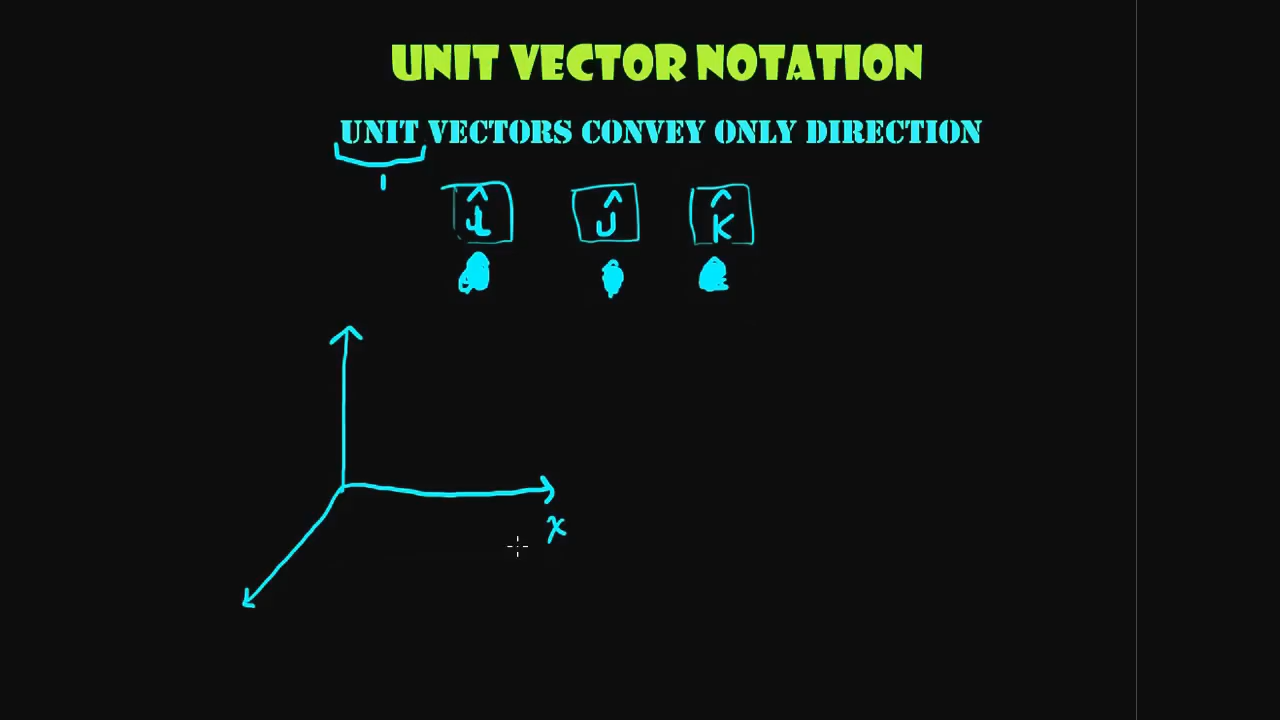 UNIT VECTOR NOTATION
UNIT VECTORS CONVEY ONLY DIRECTION
1
î ĵ k̂
x